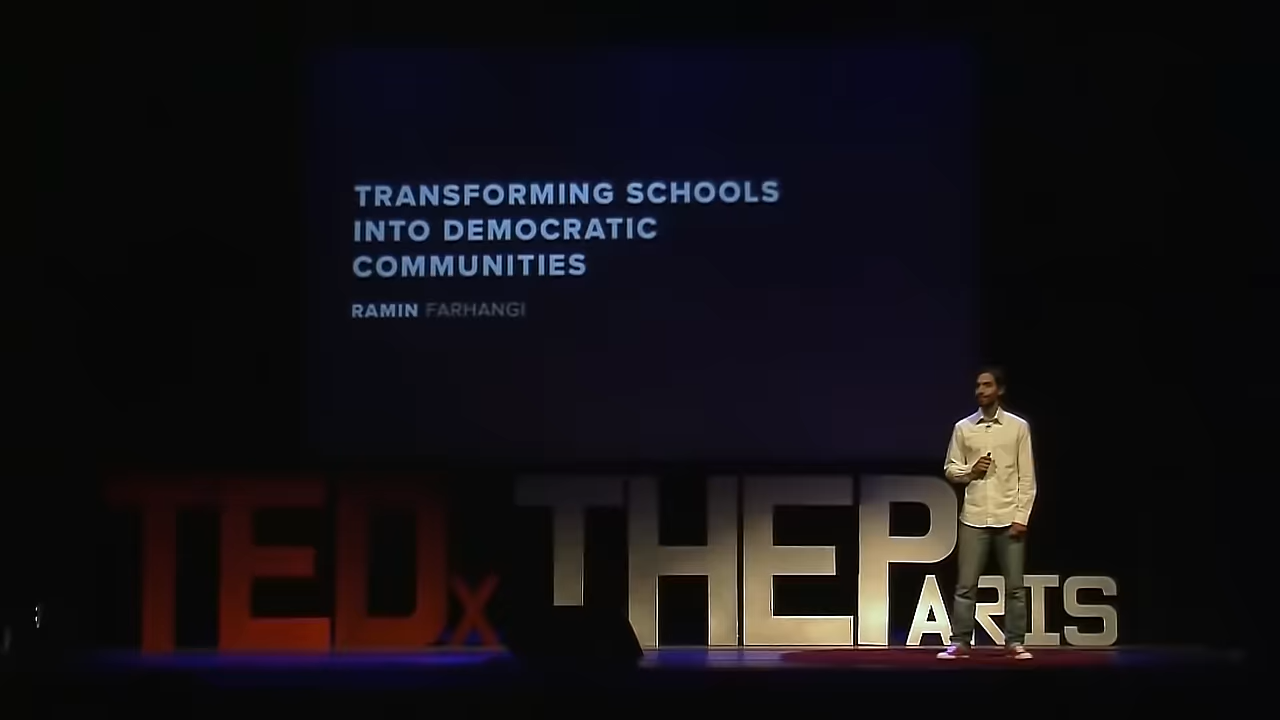 TRANSFORMING SCHOOLS
INTO DEMOCRATIC
COMMUNITIES
RAMIN FARHANGI
TEDx THEPARIS